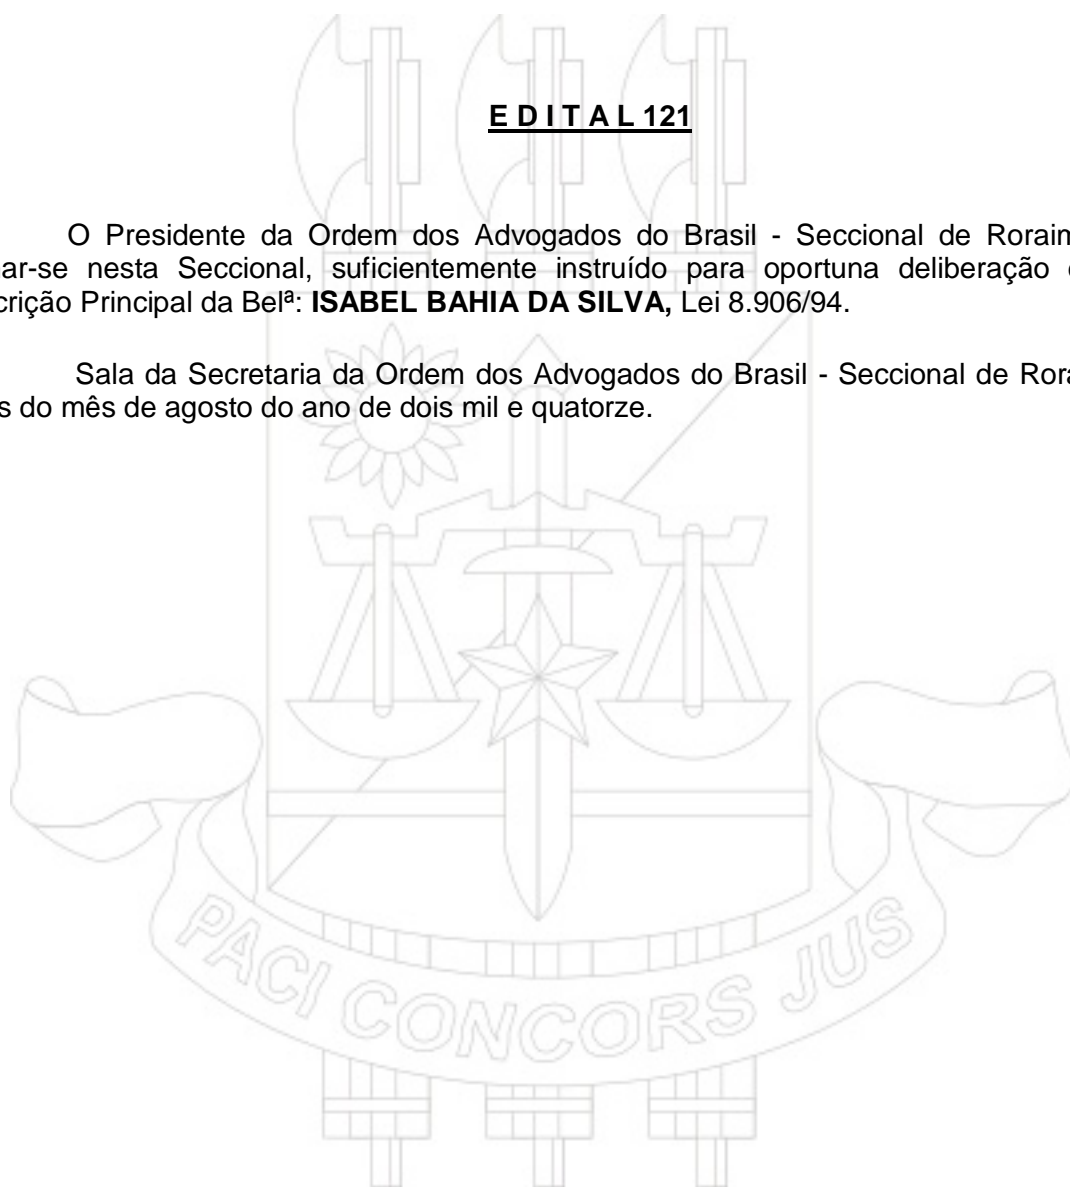 E D I T A L 121
O Presidente da Ordem dos Advogados do Brasil - Seccional de Roraim
ar-se nesta Seccional, suficientemente instruído para oportuna deliberação
crição Principal da Belª: ISABEL BAHIA DA SILVA, Lei 8.906/94.
Sala da Secretaria da Ordem dos Advogados do Brasil - Seccional de Rora
s do mês de agosto do ano de dois mil e quatorze.
PACI CONCORS JUS